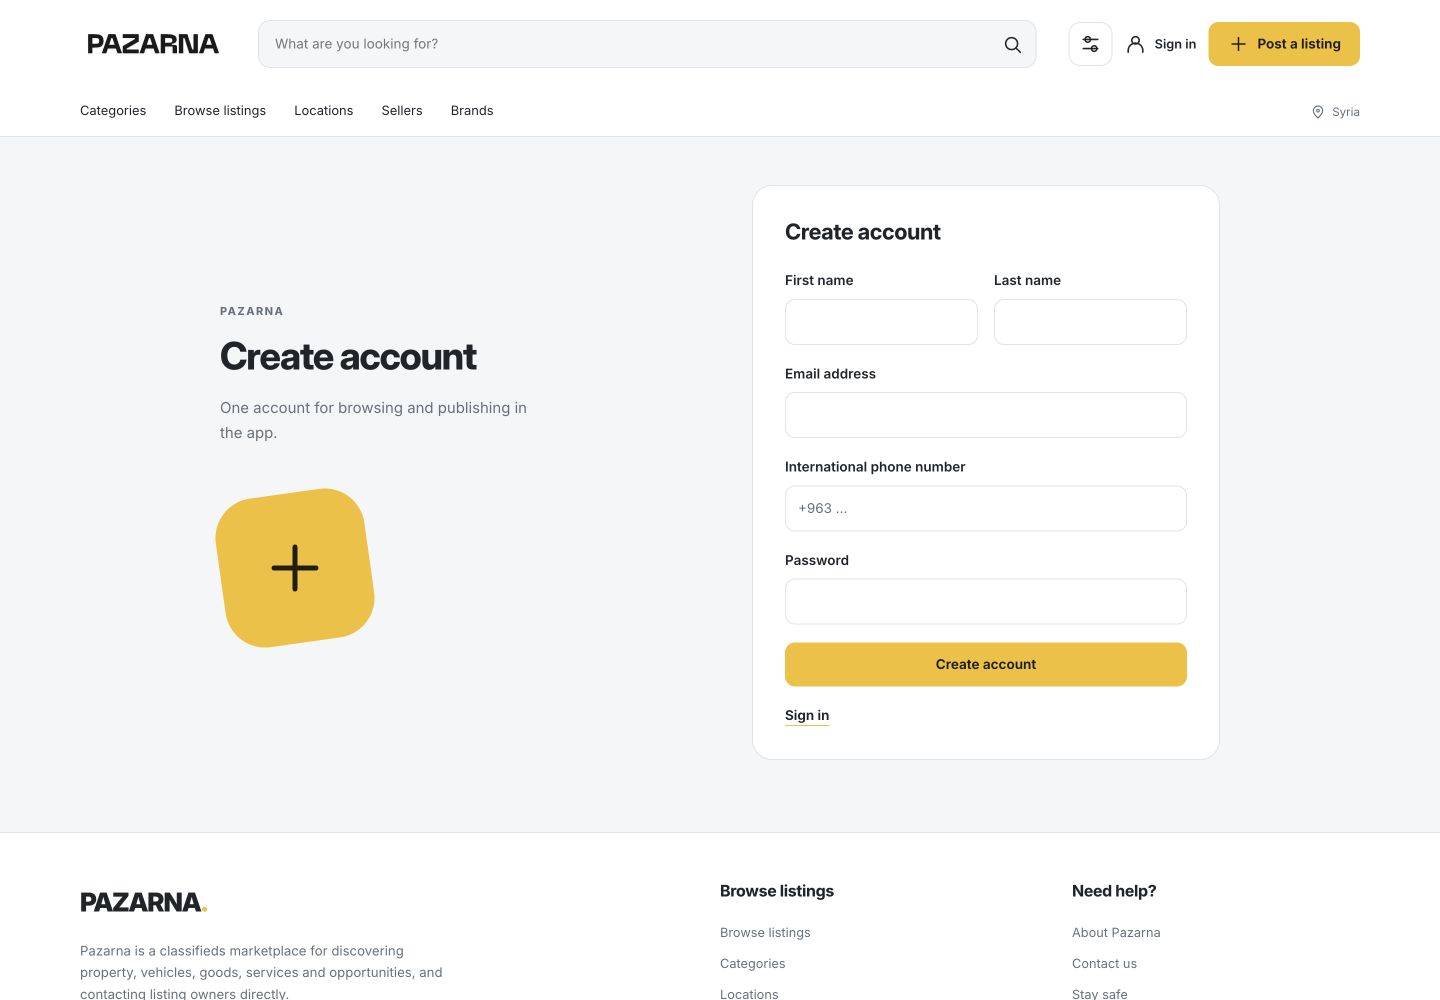 PAZARNA
What are you looking for?
Sign in
Post a listing
Categories
Browse listings
Locations
Sellers
Brands
Syria
PAZARNA
Create account
One account for browsing and publishing in
the app.
Create account
First name
Last name
Email address
International phone number
+963 ...
Password
Create account
Sign in
PAZARNA.
Pazarna is a classifieds marketplace for discovering
property, vehicles, goods, services and opportunities, and
contacting listing owners directly.
Browse listings
Browse listings
Categories
Locations
Need help?
About Pazarna
Contact us
Stay safe